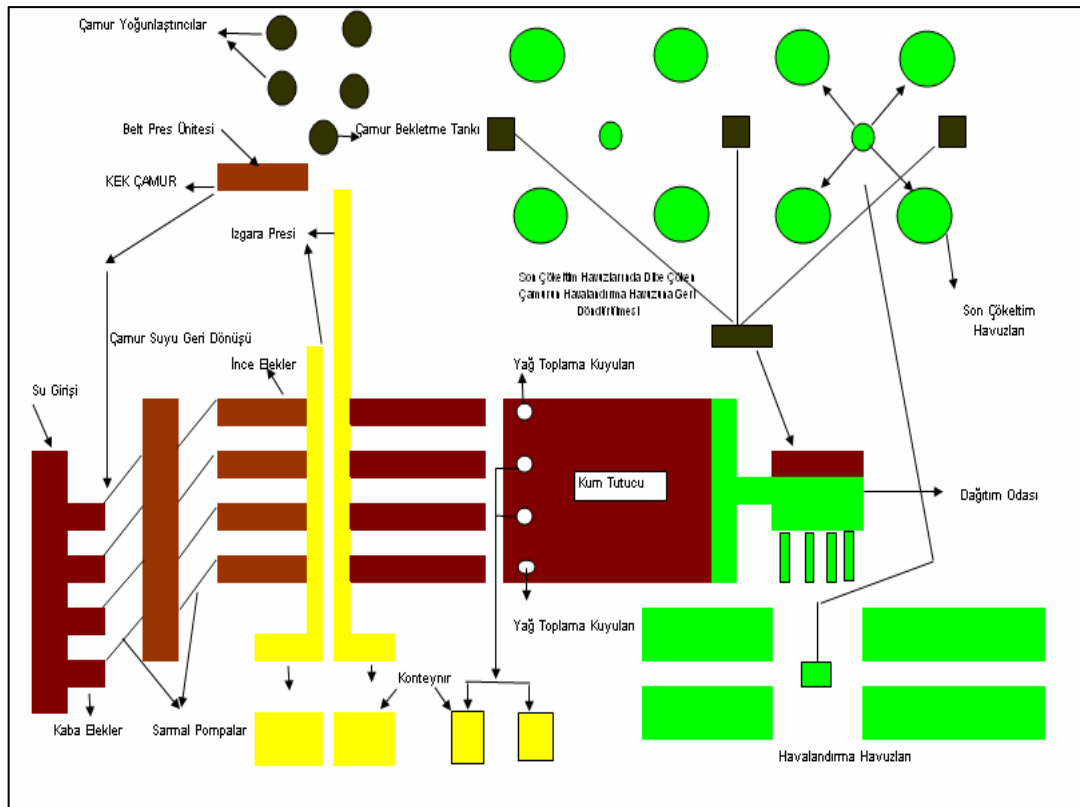 Çamur Yoğunlaştırıcılar
Belt Pres Ünitesi
Çamur Bekletme Tankı
KEK ÇAMUR
Izgara Presi
Son Çökeltim Havuzlarında Dibe Çöken
Çamurun Havalandırma Havuzuna Geri
Döndürülmesi
Son Çökeltim
Havuzları
Çamur Suyu Geri Dönüşü
İnce Elekler
Yağ Toplama Kuyuları
Su Girişi
Kum Tutucu
Dağıtım Odası
Yağ Toplama Kuyuları
Konteynır
Kaba Elekler
Sarmal Pompalar
Havalandırma Havuzları